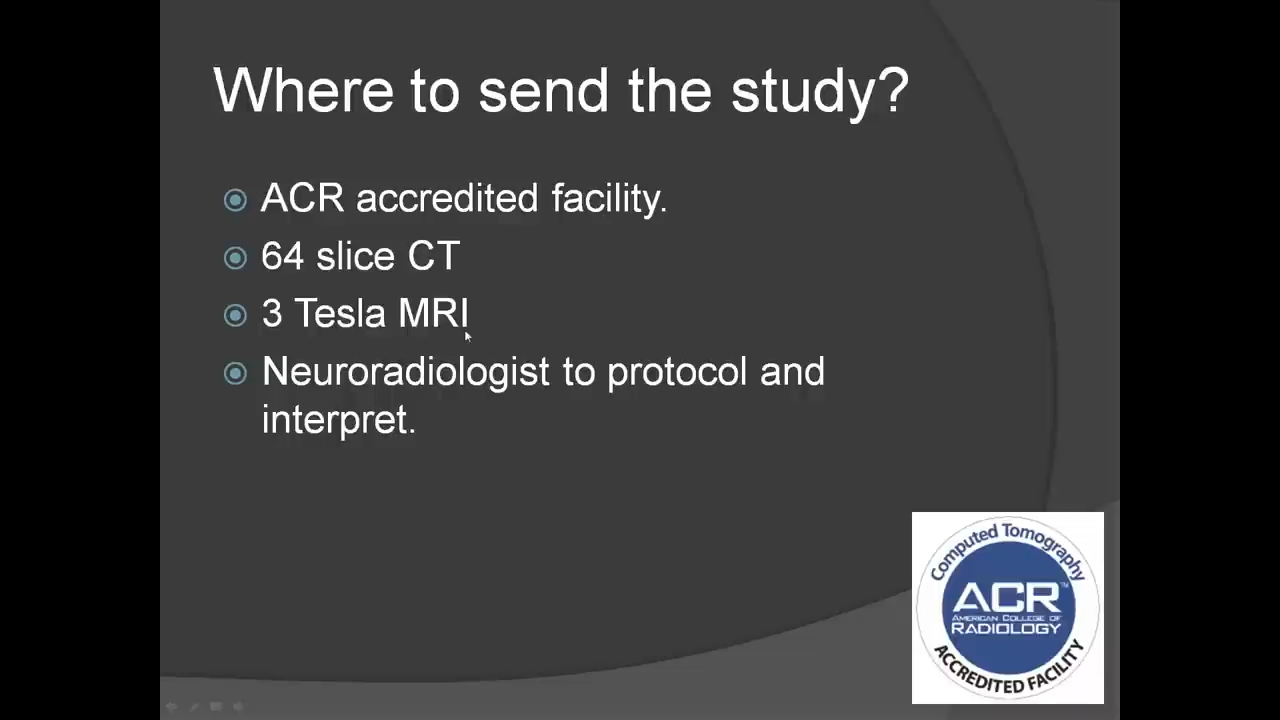 Where to send the study?
ACR accredited facility.
64 slice CT
3 Tesla MRI
Neuroradiologist to protocol and
interpret.
Computed Tomography
ACR™
AMERICAN COLLEGE OF
RADIOLOGY
ACCREDITED FACILITY